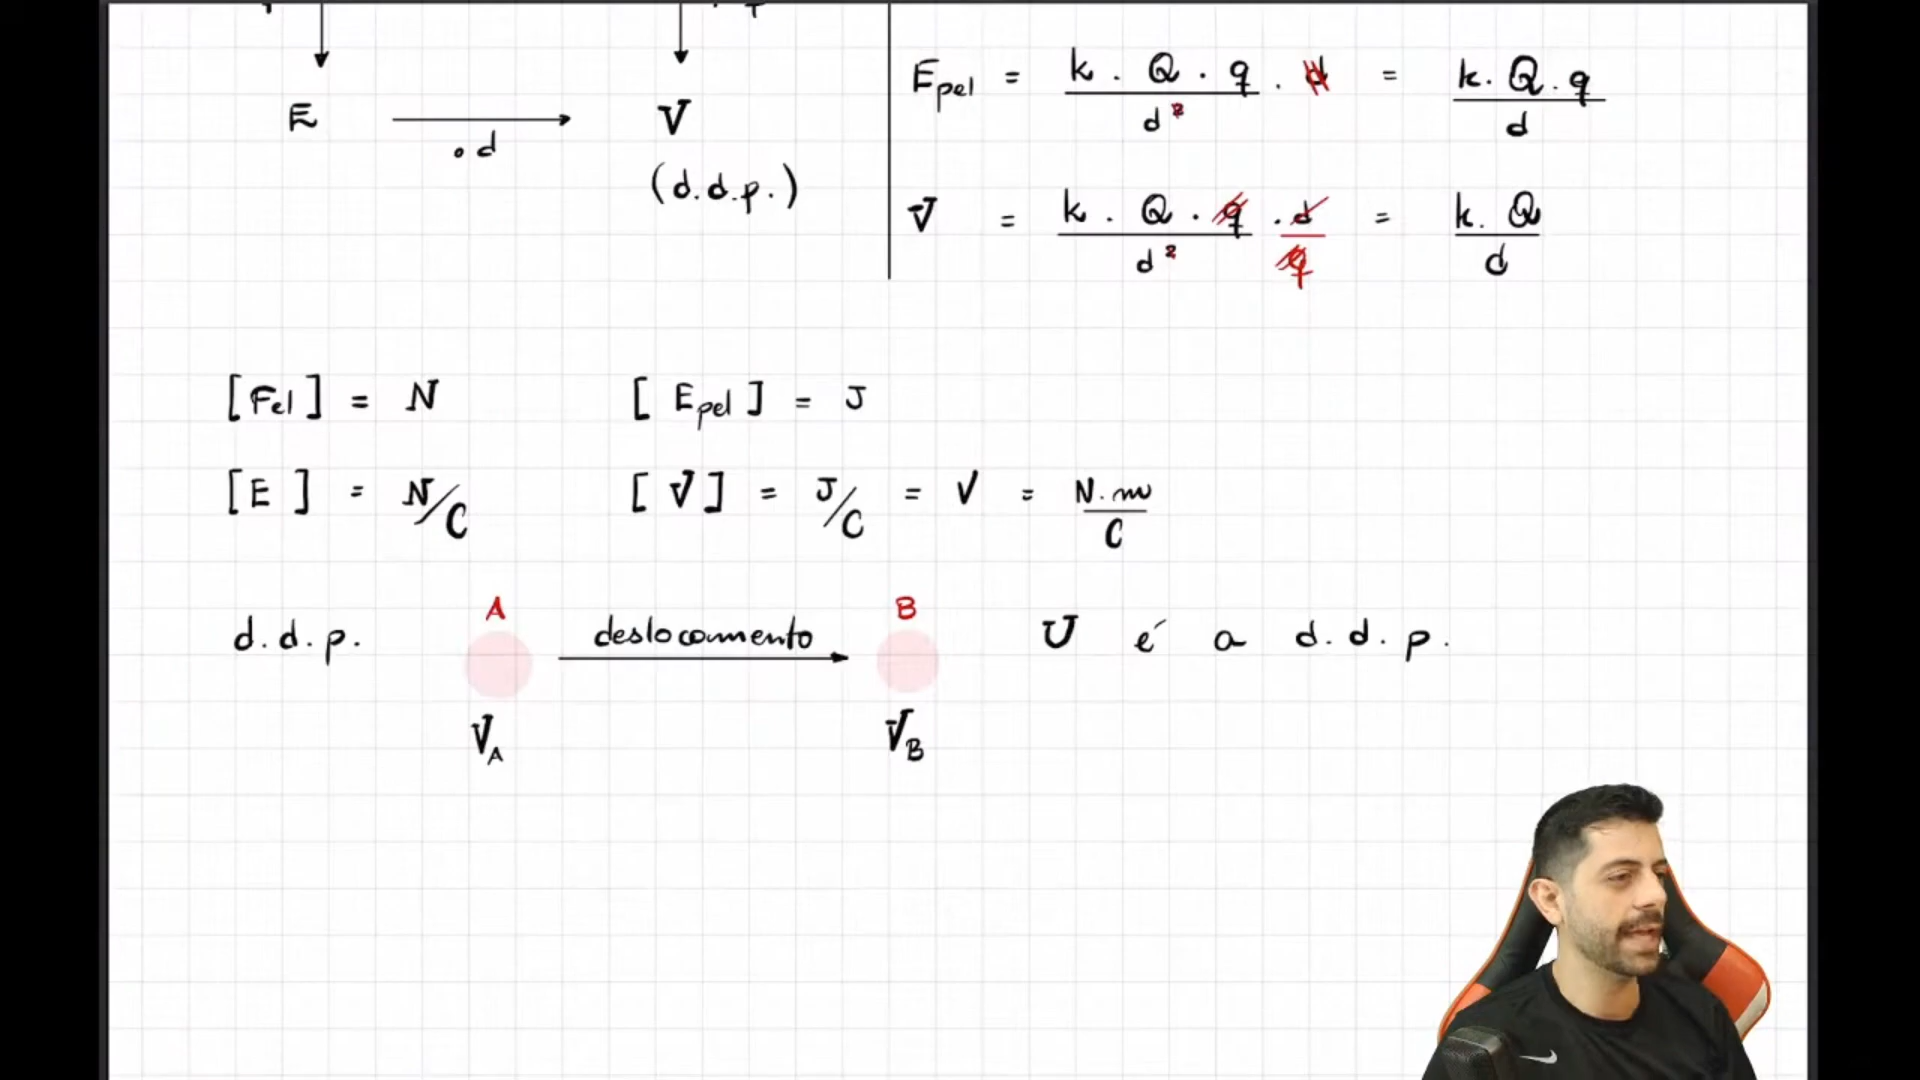 Epel = k . Q . q / d² . d = k . Q . q / d
E . d V
(d.d.p.)
V = k . Q . q / d² . d / q = k . Q / d
[Fel] = N [Epel] = J
[E] = N/C [V] = J/C = V = N.m / C
A B
d.d.p. deslocamento U é a d.d.p.
VA VB